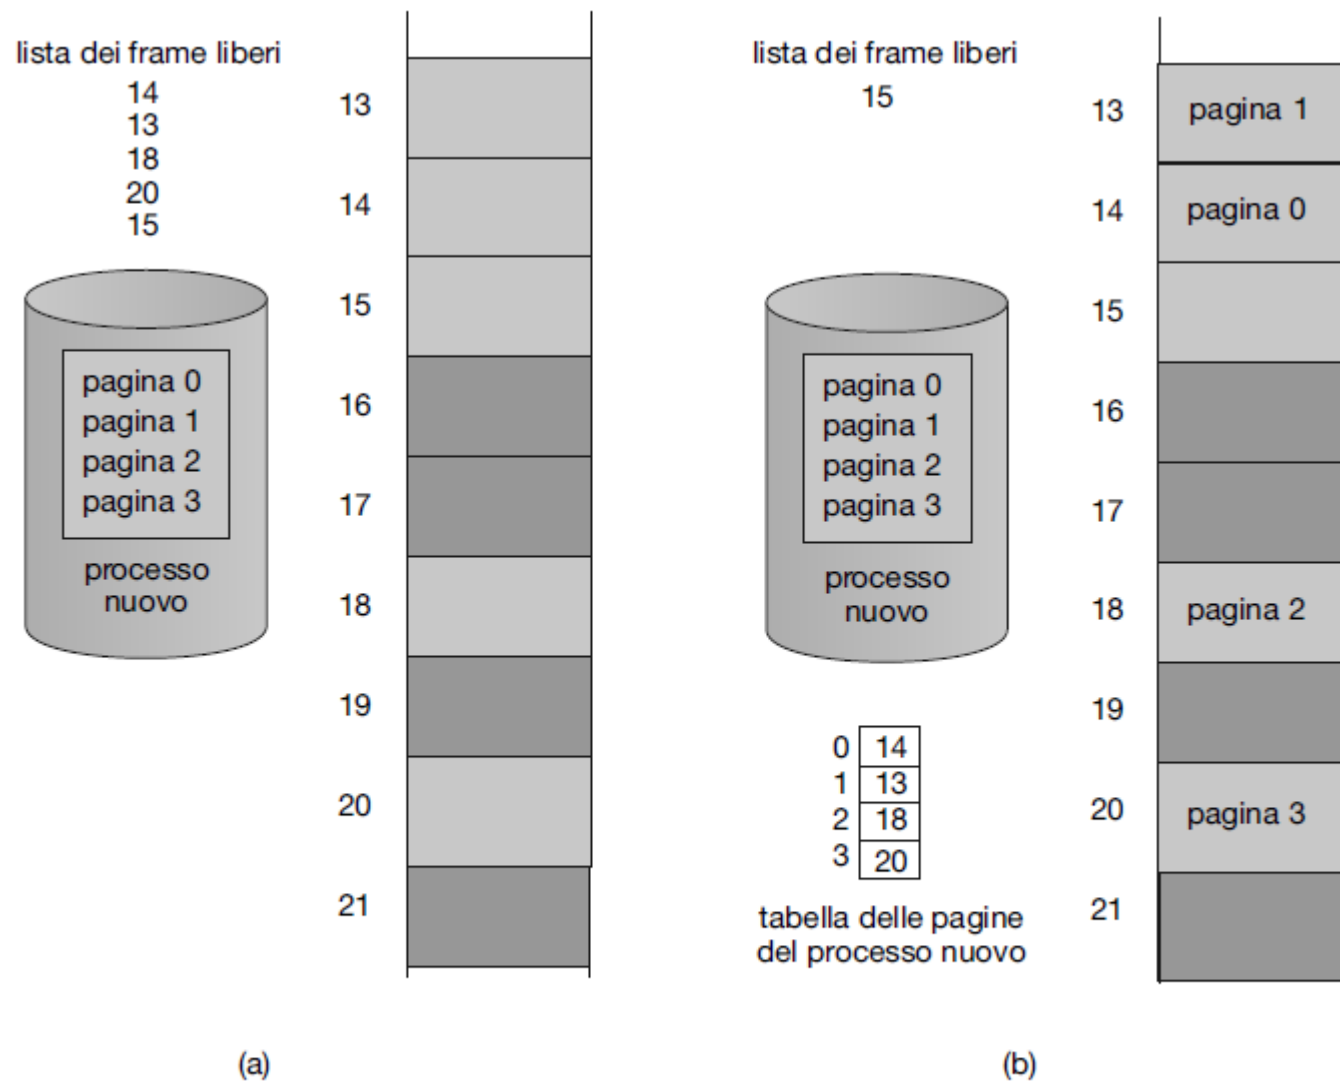 lista dei frame liberi
14
13
18
20
15
pagina 0
pagina 1
pagina 2
pagina 3
processo
nuovo
13
14
15
16
17
18
19
20
21
(a)
lista dei frame liberi
15
pagina 0
pagina 1
pagina 2
pagina 3
processo
nuovo
0 14
1 13
2 18
3 20
tabella delle pagine
del processo nuovo
13 pagina 1
14 pagina 0
15
16
17
18 pagina 2
19
20 pagina 3
21
(b)